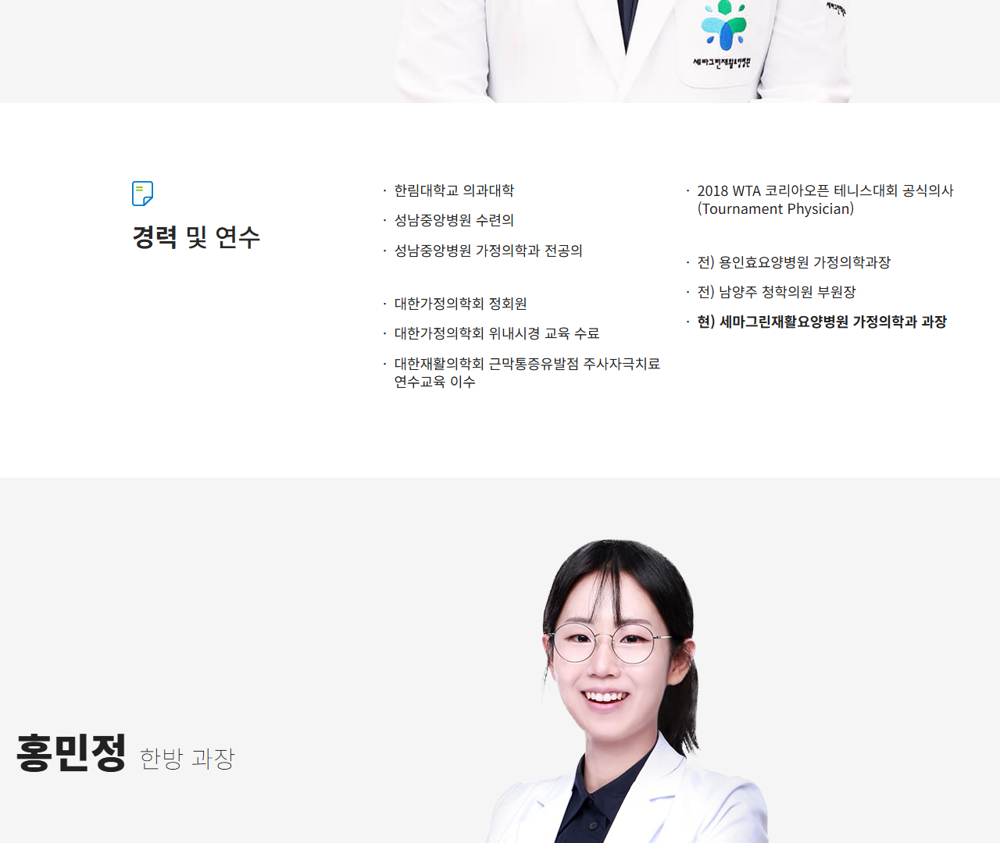 세마그린재활요양병원
경력 및 연수
· 한림대학교 의과대학
· 성남중앙병원 수련의
· 성남중앙병원 가정의학과 전공의
· 대한가정의학회 정회원
· 대한가정의학회 위내시경 교육 수료
· 대한재활의학회 근막통증유발점 주사자극치료
연수교육 이수
· 2018 WTA 코리아오픈 테니스대회 공식의사
(Tournament Physician)
· 전) 용인효요양병원 가정의학과장
· 전) 남양주 청학의원 부원장
· 현) 세마그린재활요양병원 가정의학과 과장
홍민정 한방 과장